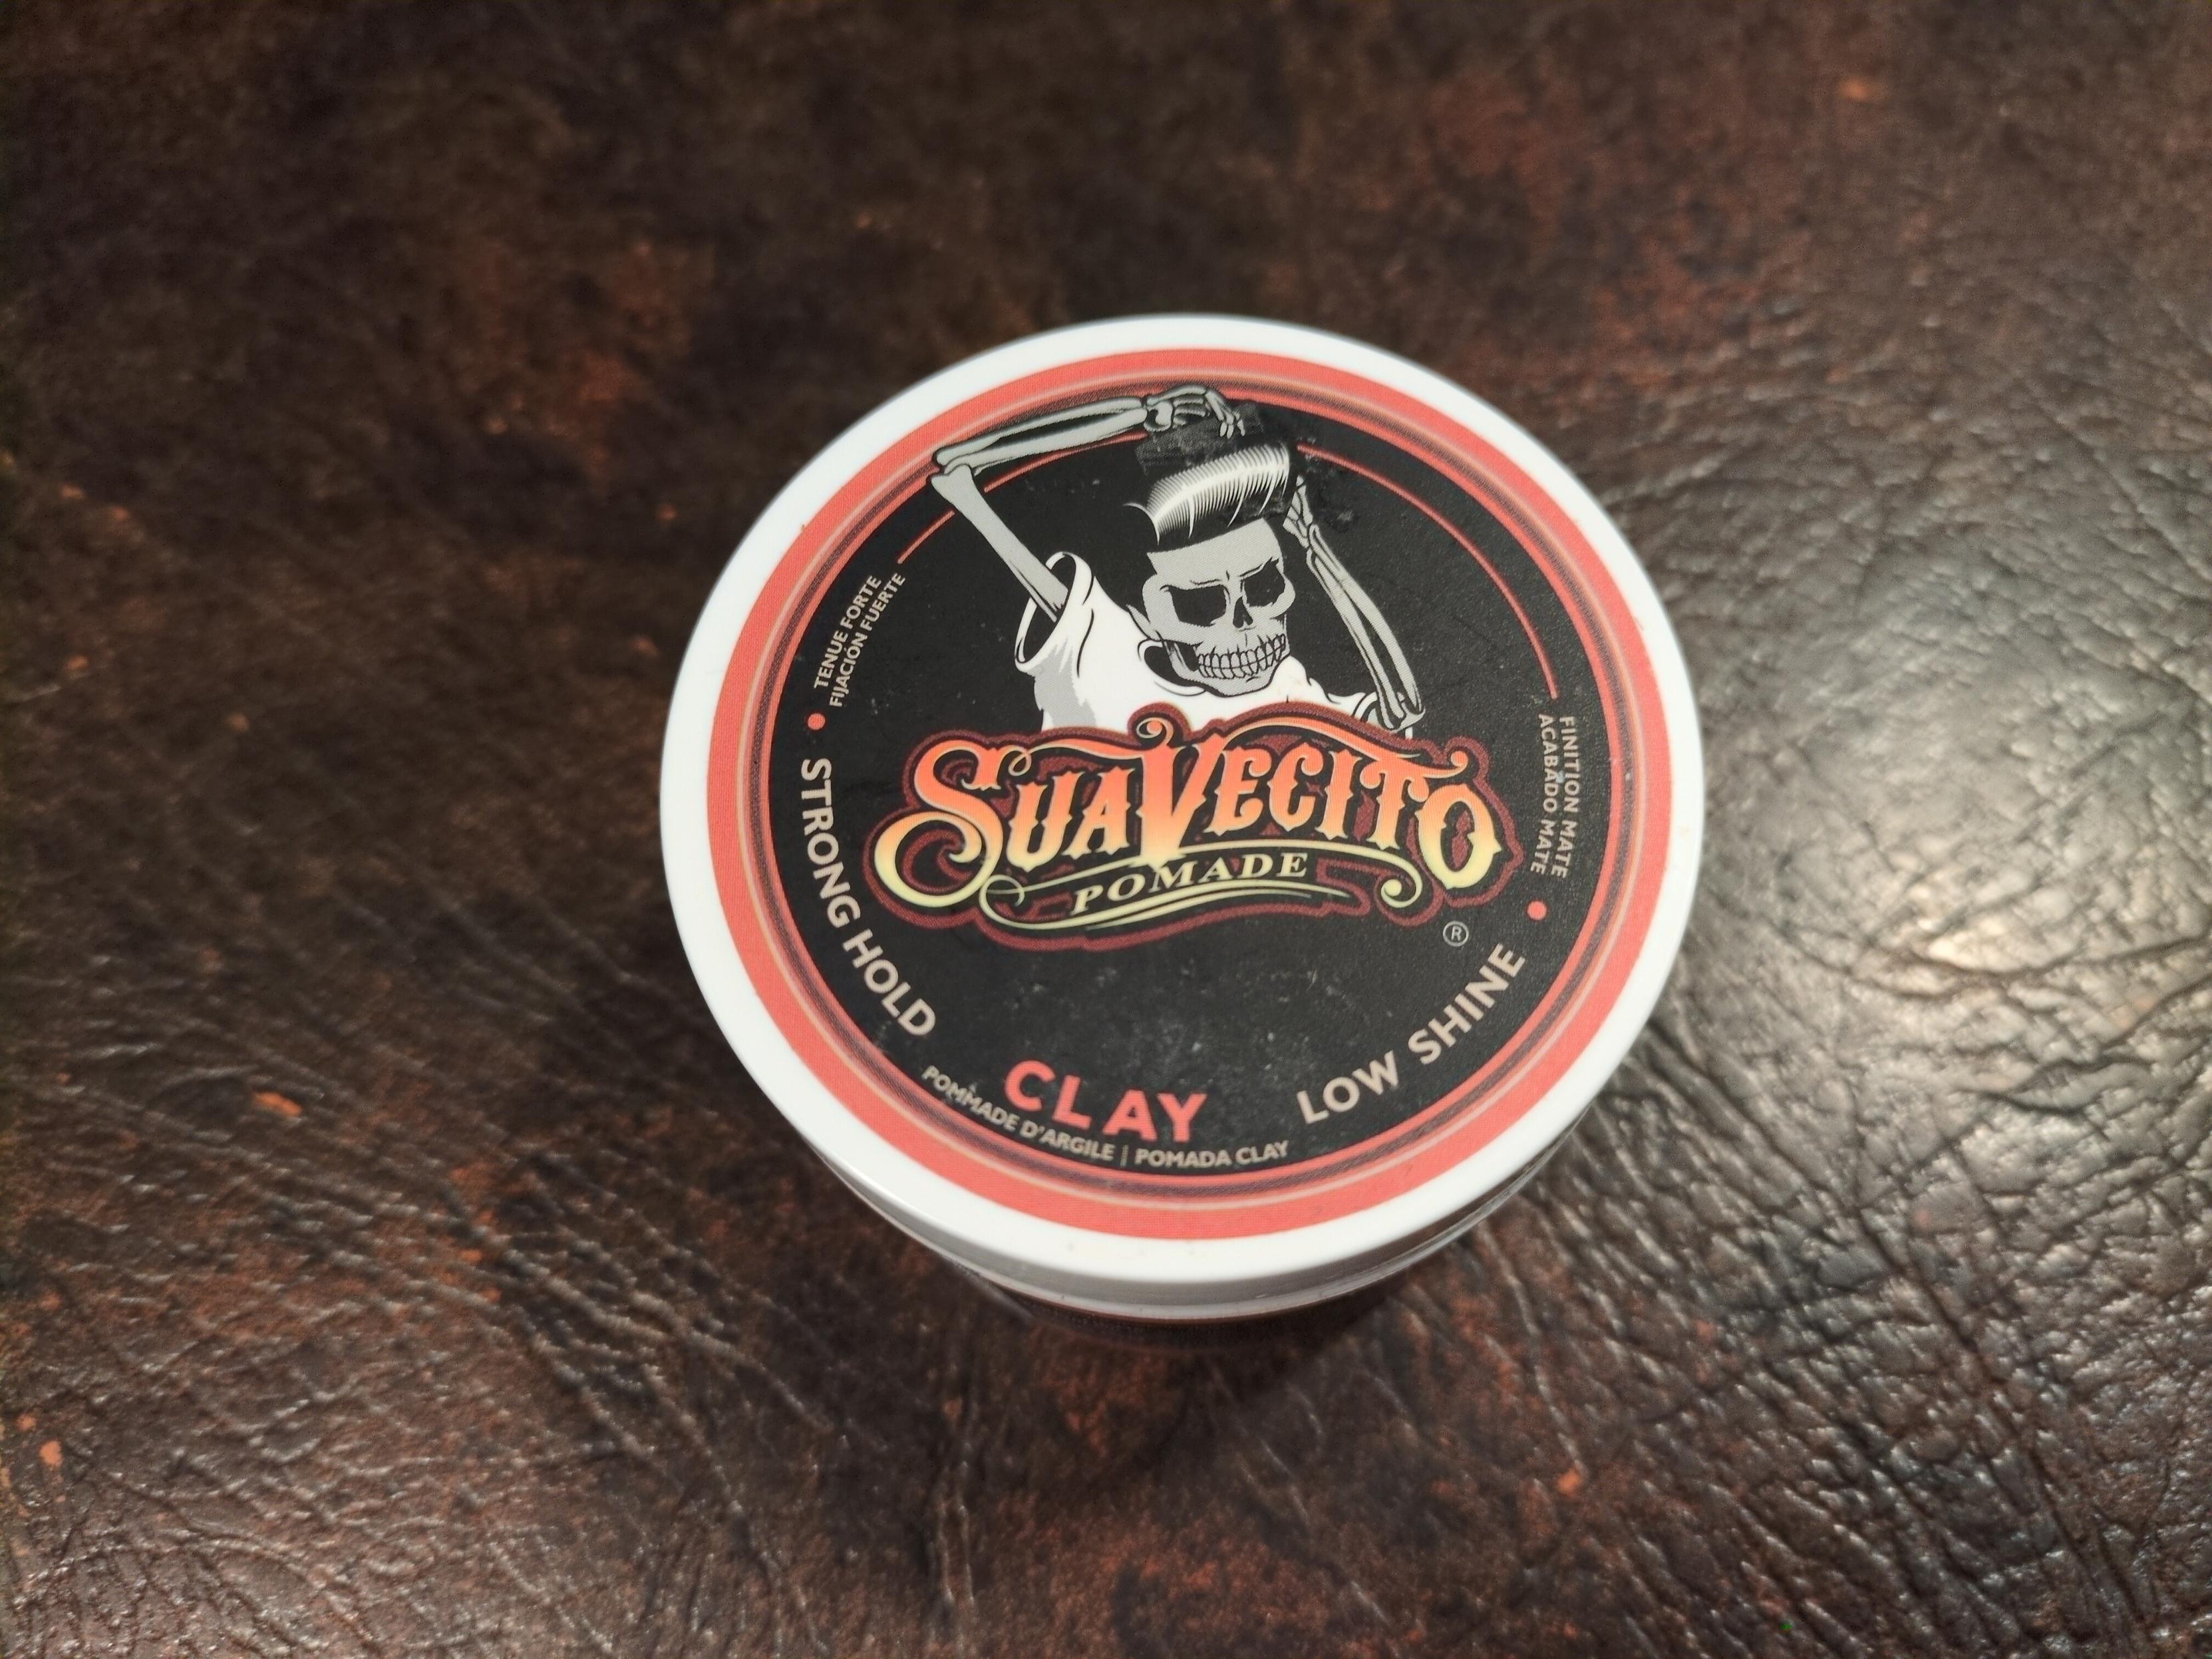 TENUE FORTE
FIJACIÓN FUERTE
FINITION MATE
ACABADO MATE
SUAVECITO
POMADE
®
STRONG HOLD
CLAY
LOW SHINE
POMMADE D'ARGILE | POMADA CLAY